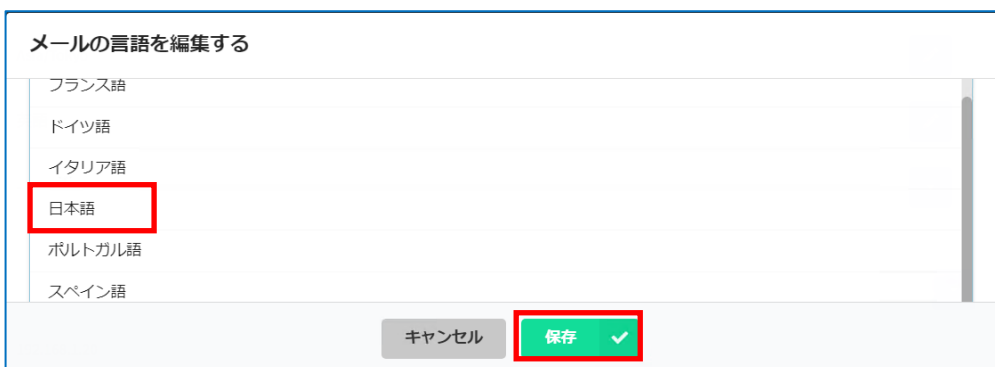 メールの言語を編集する
フランス語
ドイツ語
イタリア語
日本語
ポルトガル語
スペイン語
キャンセル
保存